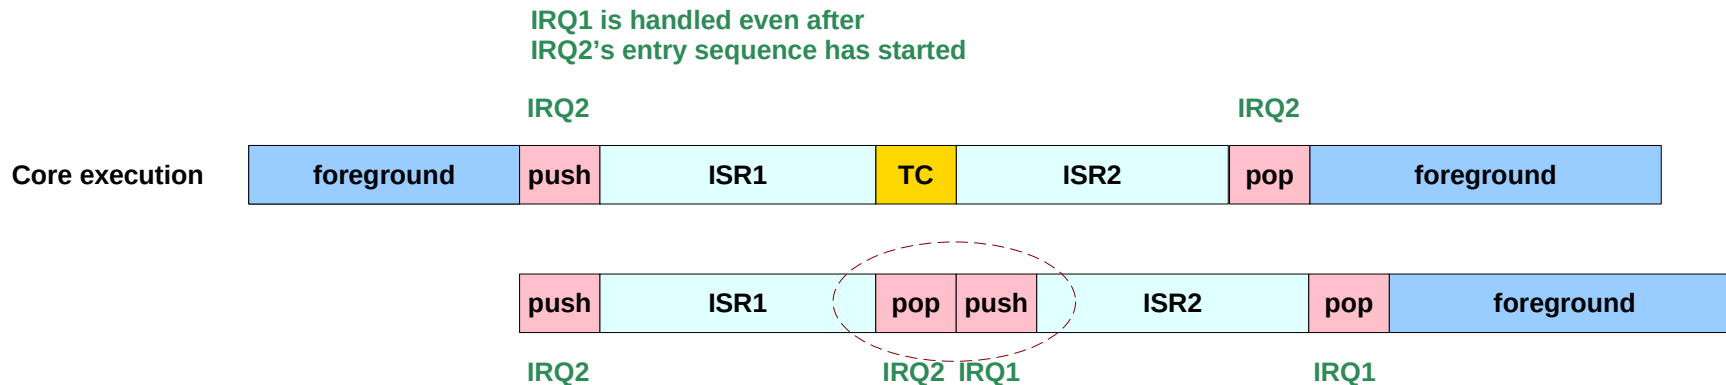 IRQ1 is handled even after
IRQ2’s entry sequence has started
IRQ2 IRQ2
Core execution foreground push ISR1 TC ISR2 pop foreground
push ISR1 pop push ISR2 pop foreground
IRQ2 IRQ2 IRQ1 IRQ1